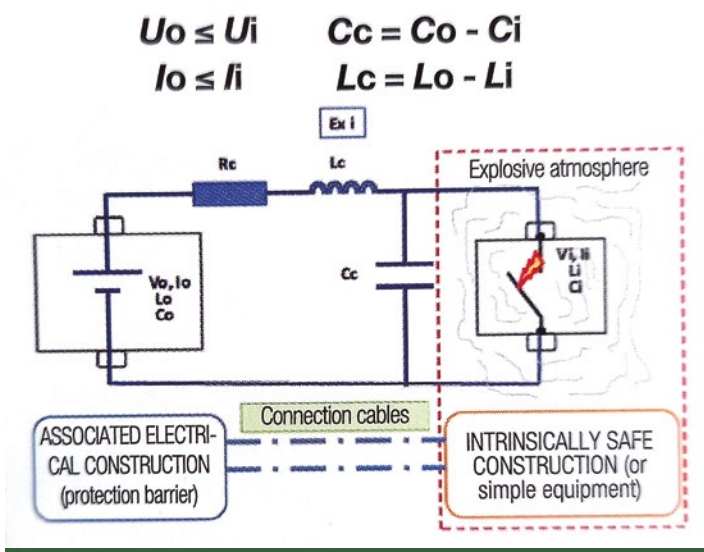 Uo ≤ Ui
Cc = Co - Ci
Io ≤ Ii
Lc = Lo - Li
Ex i
Rc
Lc
Explosive atmosphere
Vo, Io
Lo
Co
Cc
Vi, Ii
Li
Ci
Connection cables
ASSOCIATED ELECTRI-
CAL CONSTRUCTION
(protection barrier)
INTRINSICALLY SAFE
CONSTRUCTION (or
simple equipment)